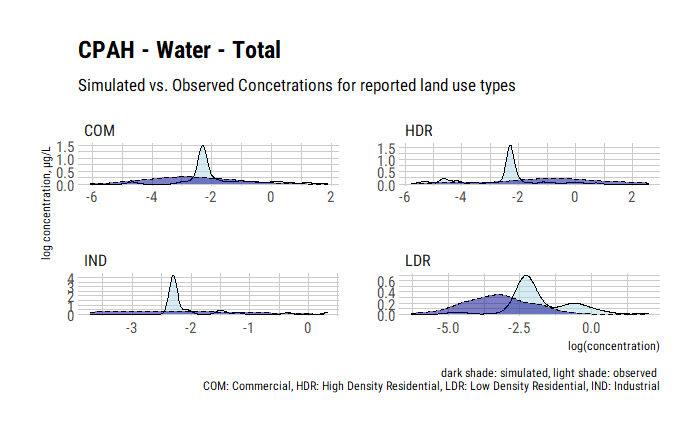 CPAH - Water - Total
Simulated vs. Observed Concetrations for reported land use types
COM
HDR
log concentration, µg/L
1.5
1.0
0.5
0.0
-6 -4 -2 0 2
1.5
1.0
0.5
0.0
-6 -4 -2 0 2
IND
LDR
4
3
2
1
0
-3 -2 -1 0
0.6
0.4
0.2
0.0
-5.0 -2.5 0.0
log(concentration)
dark shade: simulated, light shade: observed
COM: Commercial, HDR: High Density Residential, LDR: Low Density Residential, IND: Industrial